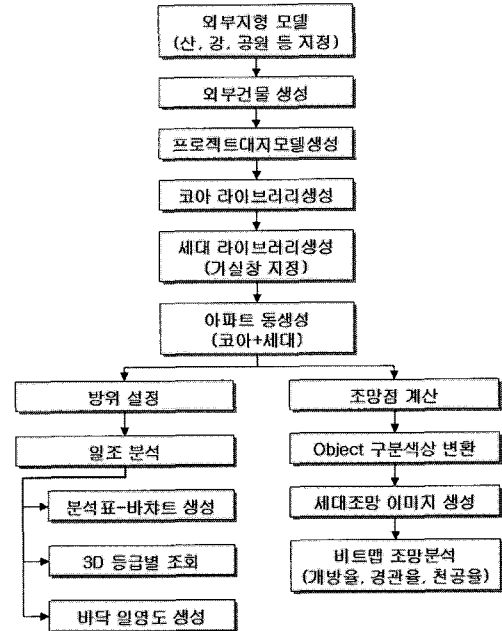 외부지형 모델
(산, 강, 공원 등 지정)
외부건물 생성
프로젝트대지모델생성
코아 라이브러리생성
세대 라이브러리생성
(거실창 지정)
아파트 동생성
(코아+세대)
방위 설정
일조 분석
분석표-바챠트 생성
3D 등급별 조회
바닥 일영도 생성
조망점 계산
Object 구분색상 변환
세대조망 이미지 생성
비트맵 조망분석
(개방율, 경관율, 천공율)